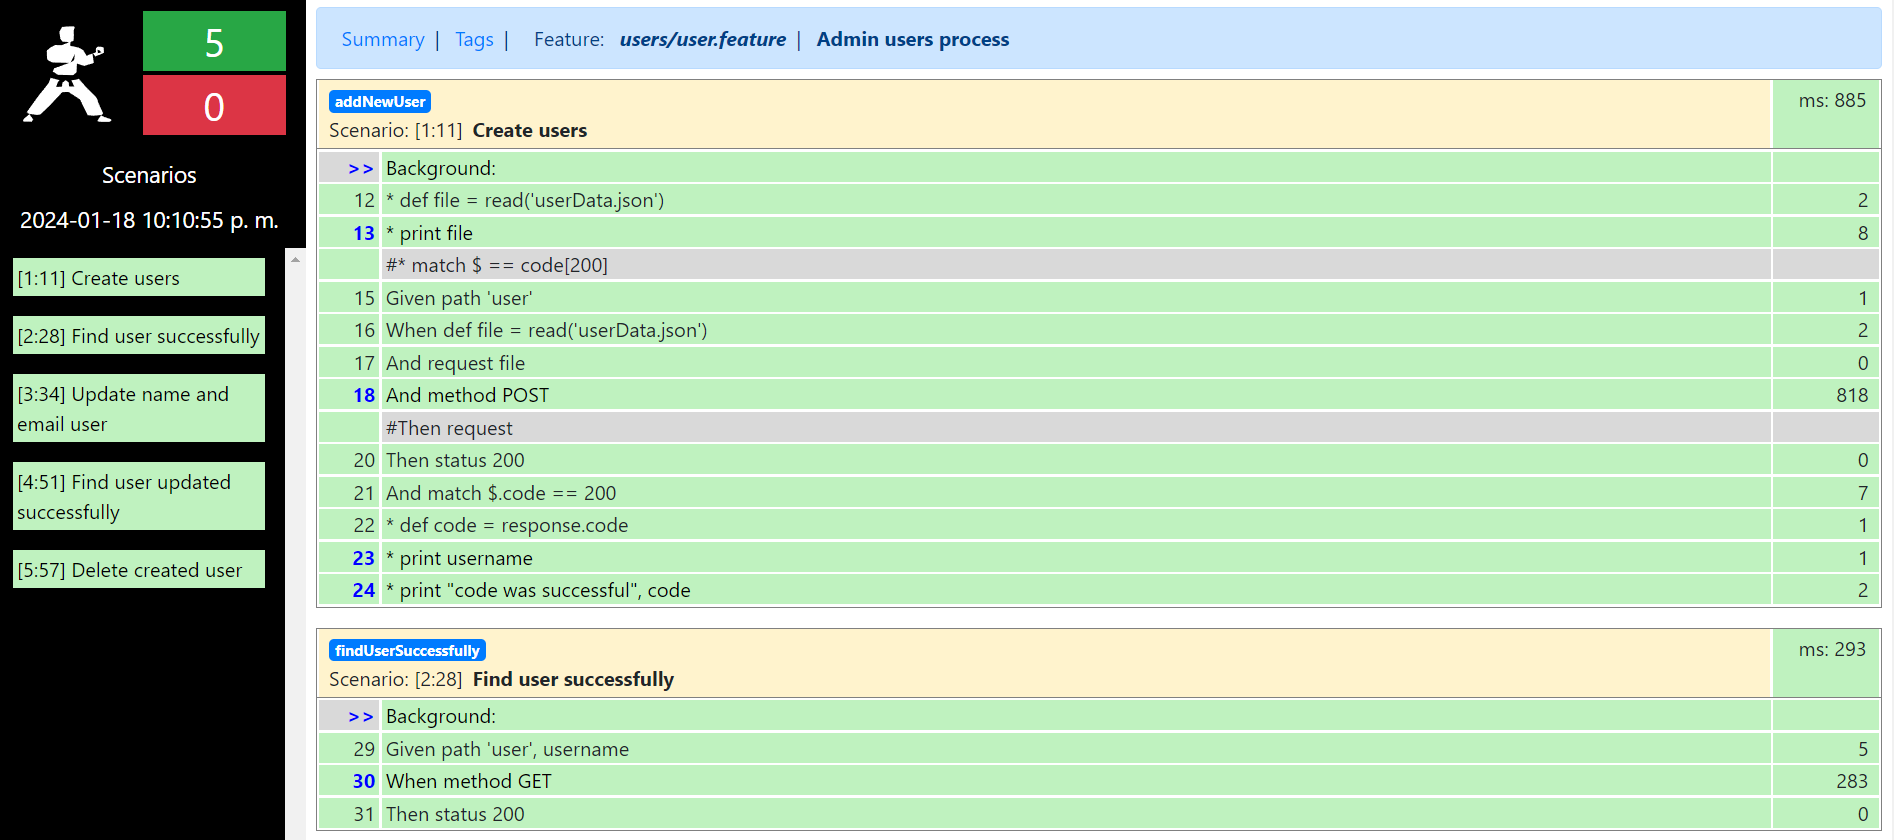 5
0
Scenarios
2024-01-18 10:10:55 p. m.
[1:11] Create users
[2:28] Find user successfully
[3:34] Update name and
email user
[4:51] Find user updated
successfully
[5:57] Delete created user
Summary | Tags | Feature: users/user.feature | Admin users process
addNewUser
ms: 885
Scenario: [1:11] Create users
>> Background:
12 * def file = read('userData.json') 2
13 * print file 8
#* match $ == code[200]
15 Given path 'user' 1
16 When def file = read('userData.json') 2
17 And request file 0
18 And method POST 818
#Then request
20 Then status 200 0
21 And match $.code == 200 7
22 * def code = response.code 1
23 * print username 1
24 * print "code was successful", code 2
findUserSuccessfully
ms: 293
Scenario: [2:28] Find user successfully
>> Background:
29 Given path 'user', username 5
30 When method GET 283
31 Then status 200 0